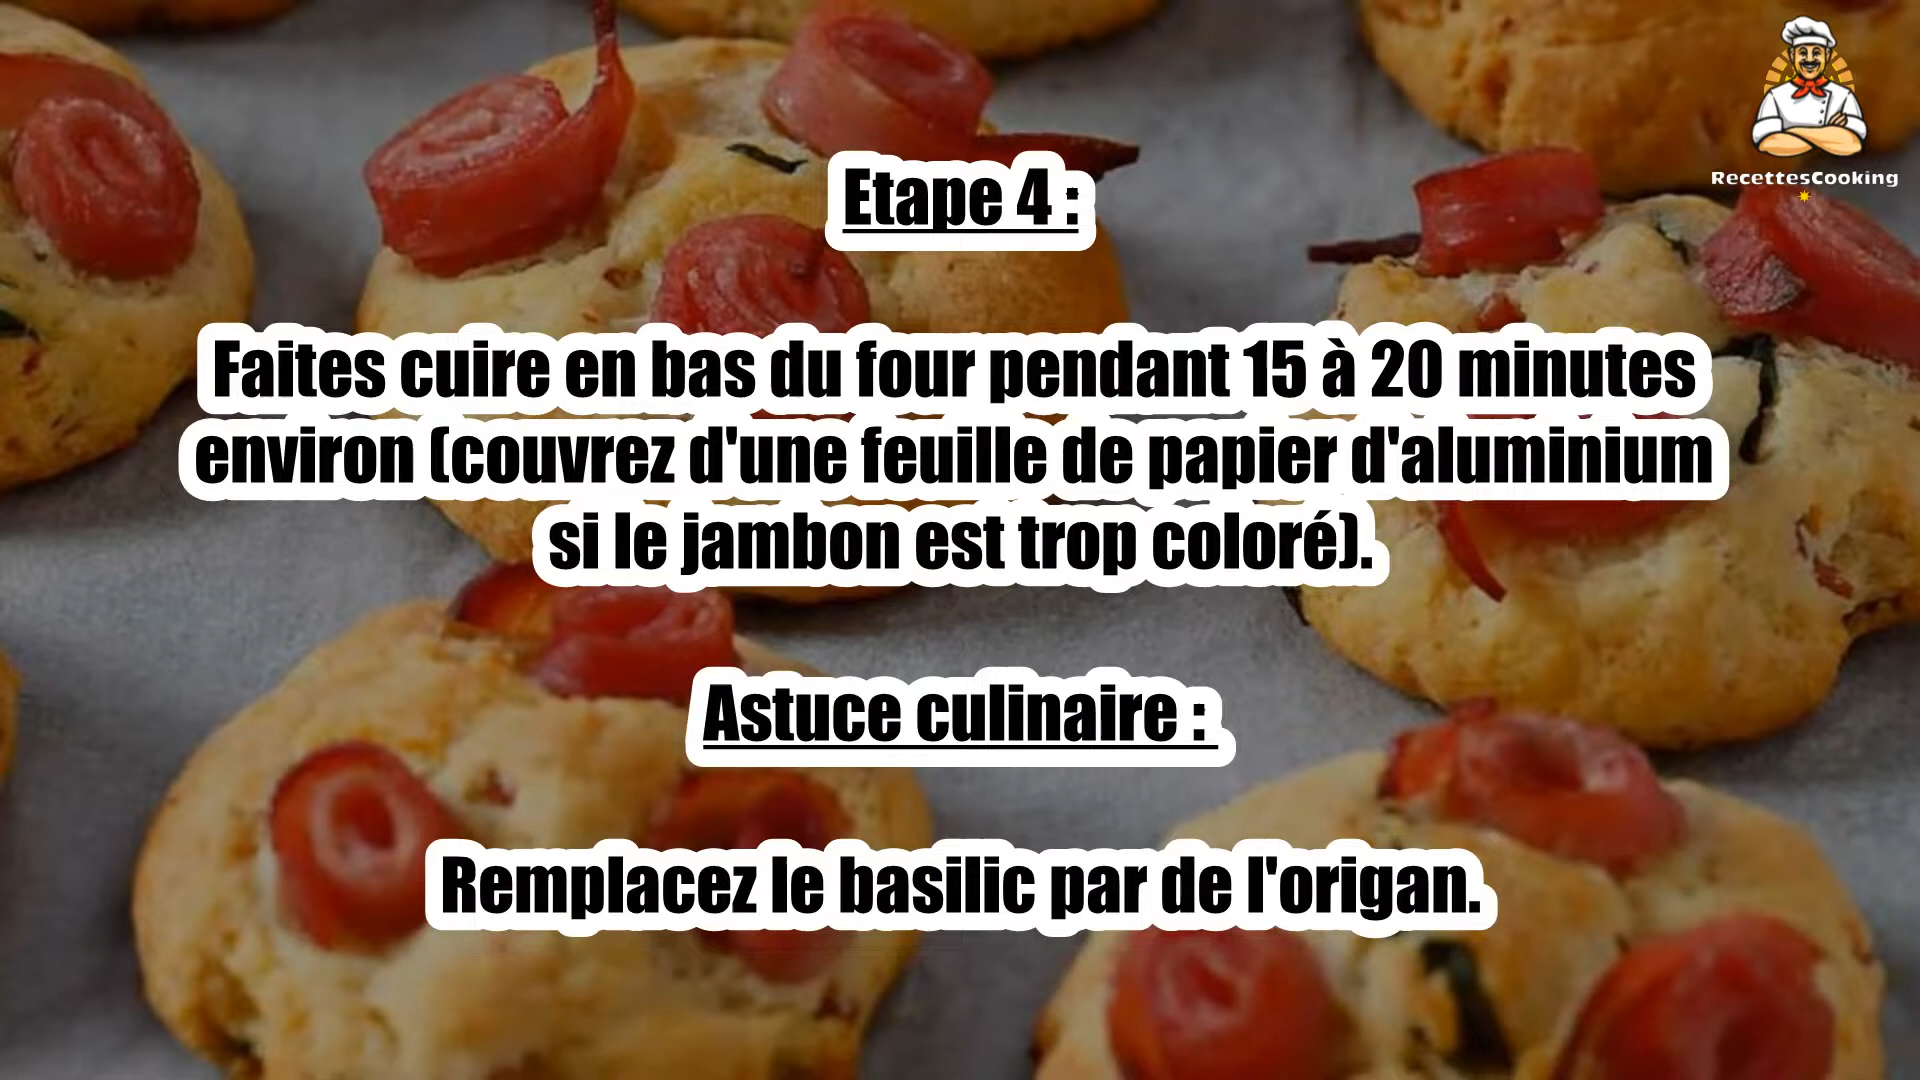 RecettesCooking
Etape 4 :
Faites cuire en bas du four pendant 15 à 20 minutes
environ (couvrez d'une feuille de papier d'aluminium
si le jambon est trop coloré).
Astuce culinaire :
Remplacez le basilic par de l'origan.